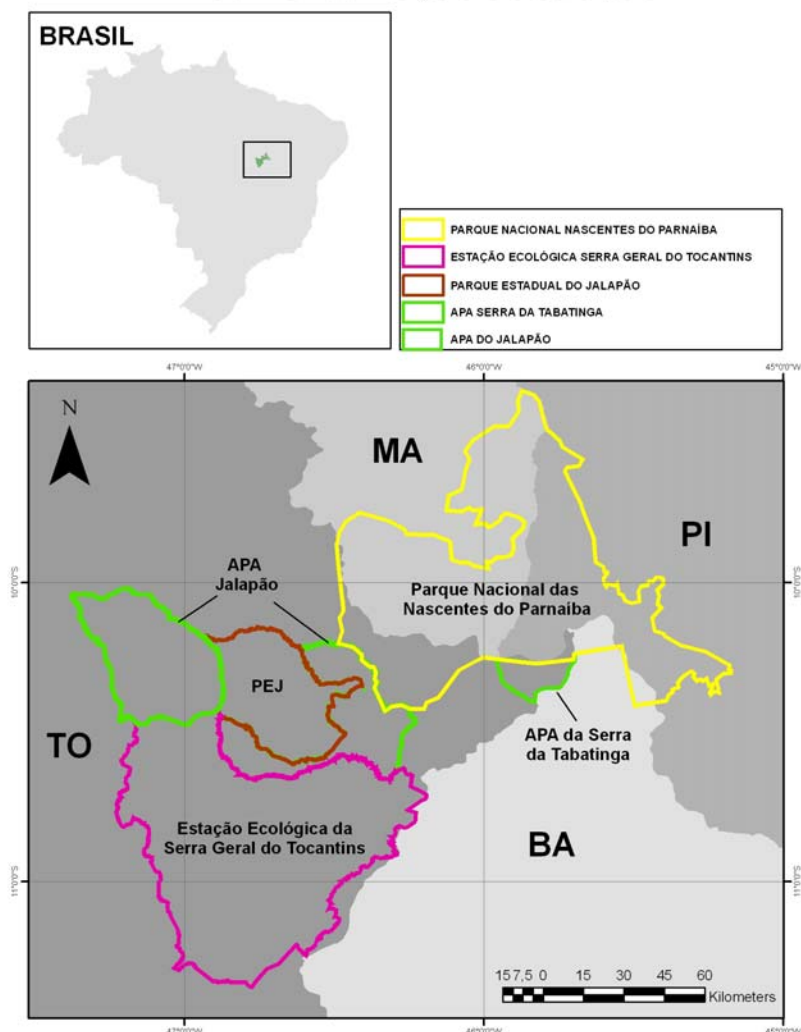 BRASIL
PARQUE NACIONAL NASCENTES DO PARNAÍBA
ESTAÇÃO ECOLÓGICA SERRA GERAL DO TOCANTINS
PARQUE ESTADUAL DO JALAPÃO
APA SERRA DA TABATINGA
APA DO JALAPÃO
47°0'0"W
46°0'0"W
45°0'0"W
N
MA
PI
APA
Jalapão
10°0'0"S
10°0'0"S
Parque Nacional das
Nascentes do Parnaiba
PEJ
TO
APA da Serra
da Tabatinga
Estação Ecológica da
Serra Geral do Tocantins
BA
11°0'0"S
11°0'0"S
15 7,5 0 15 30 45 60
Kilometers
47°0'0"W
46°0'0"W
45°0'0"W